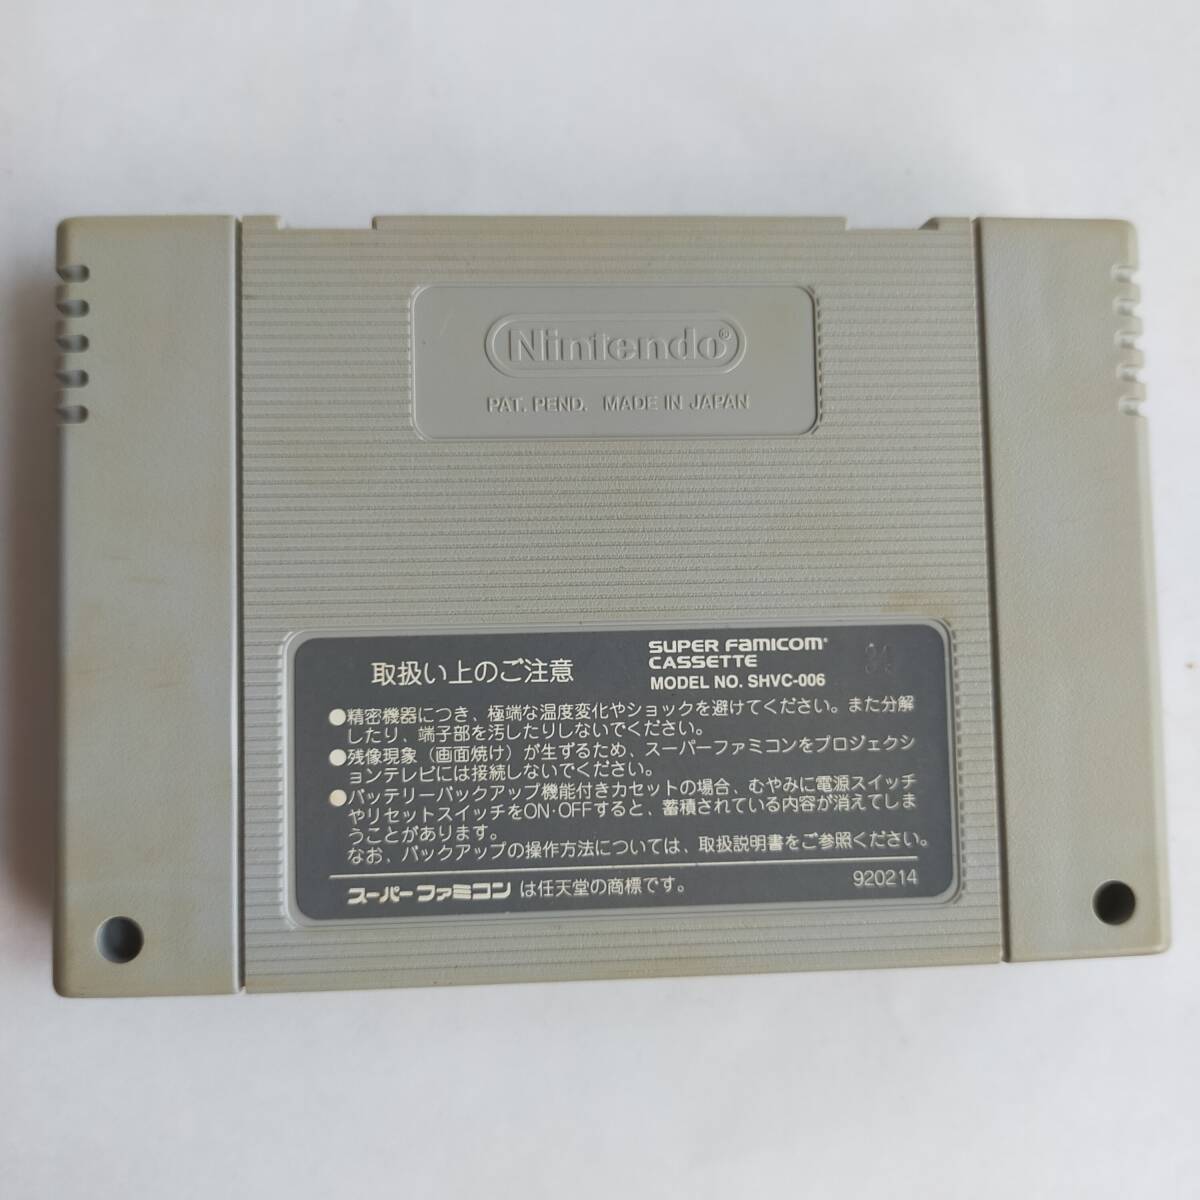 Nintendo®
PAT. PEND. MADE IN JAPAN
取扱い上のご注意
SUPER FAMICOM®
CASSETTE
MODEL NO. SHVC-006
●精密機器につき、極端な温度変化やショックを避けてください。また分解
したり、端子部を汚したりしないでください。
●残像現象（画面焼け）が生ずるため、スーパーファミコンをプロジェクシ
ョンテレビには接続しないでください。
●バッテリーバックアップ機能付きカセットの場合、むやみに電源スイッチ
やリセットスイッチをON・OFFすると、蓄積されている内容が消えてしま
うことがあります。
なお、バックアップの操作方法については、取扱説明書をご参照ください。
スーパーファミコンは任天堂の商標です。
920214